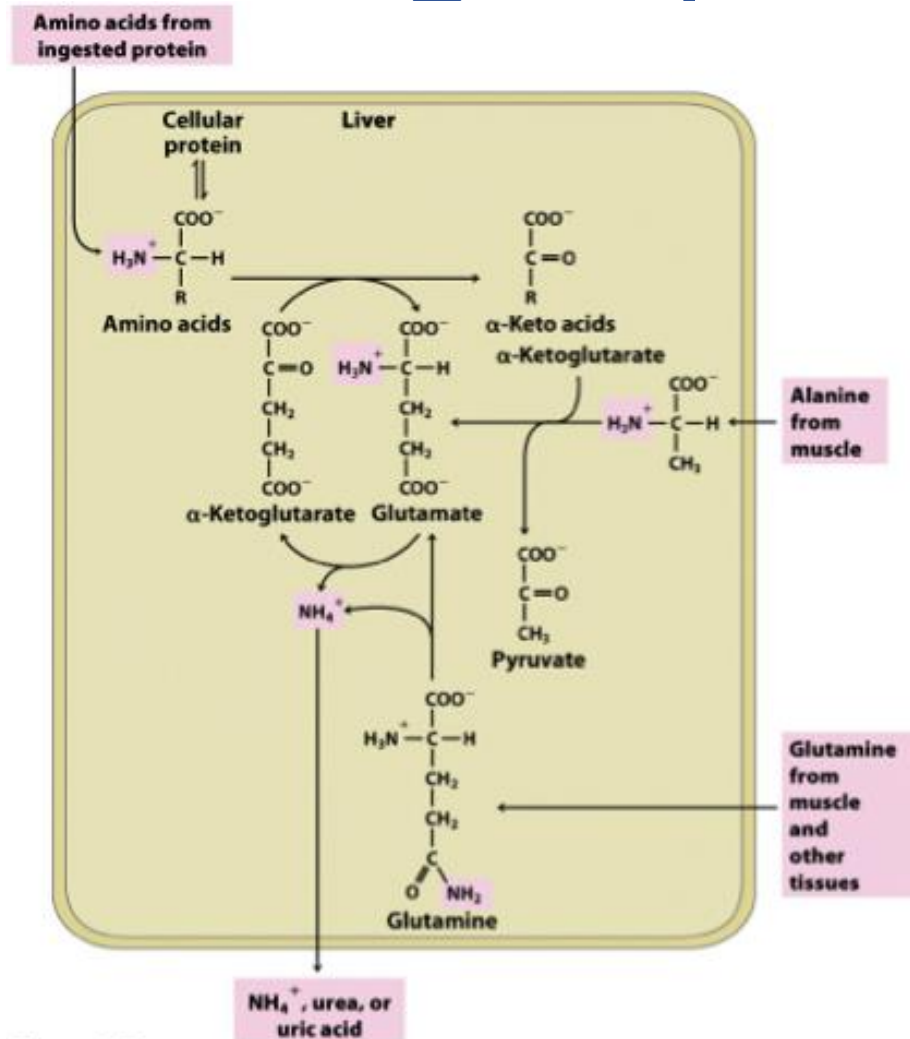 Amino acids from
ingested protein
Cellular
protein
Liver
COO⁻
H₃N⁺—C—H
R
Amino acids
COO⁻
C=O
R
α-Keto acids
COO⁻
C=O
CH₂
CH₂
COO⁻
α-Ketoglutarate
COO⁻
H₃N⁺—C—H
CH₂
CH₂
COO⁻
Glutamate
α-Ketoglutarate
COO⁻
H₃N⁺—C—H
CH₃
Alanine
from
muscle
COO⁻
C=O
CH₃
Pyruvate
NH₄⁺
COO⁻
H₃N⁺—C—H
CH₂
CH₂
C
O
NH₂
Glutamine
Glutamine
from
muscle
and
other
tissues
NH₄⁺, urea, or
uric acid